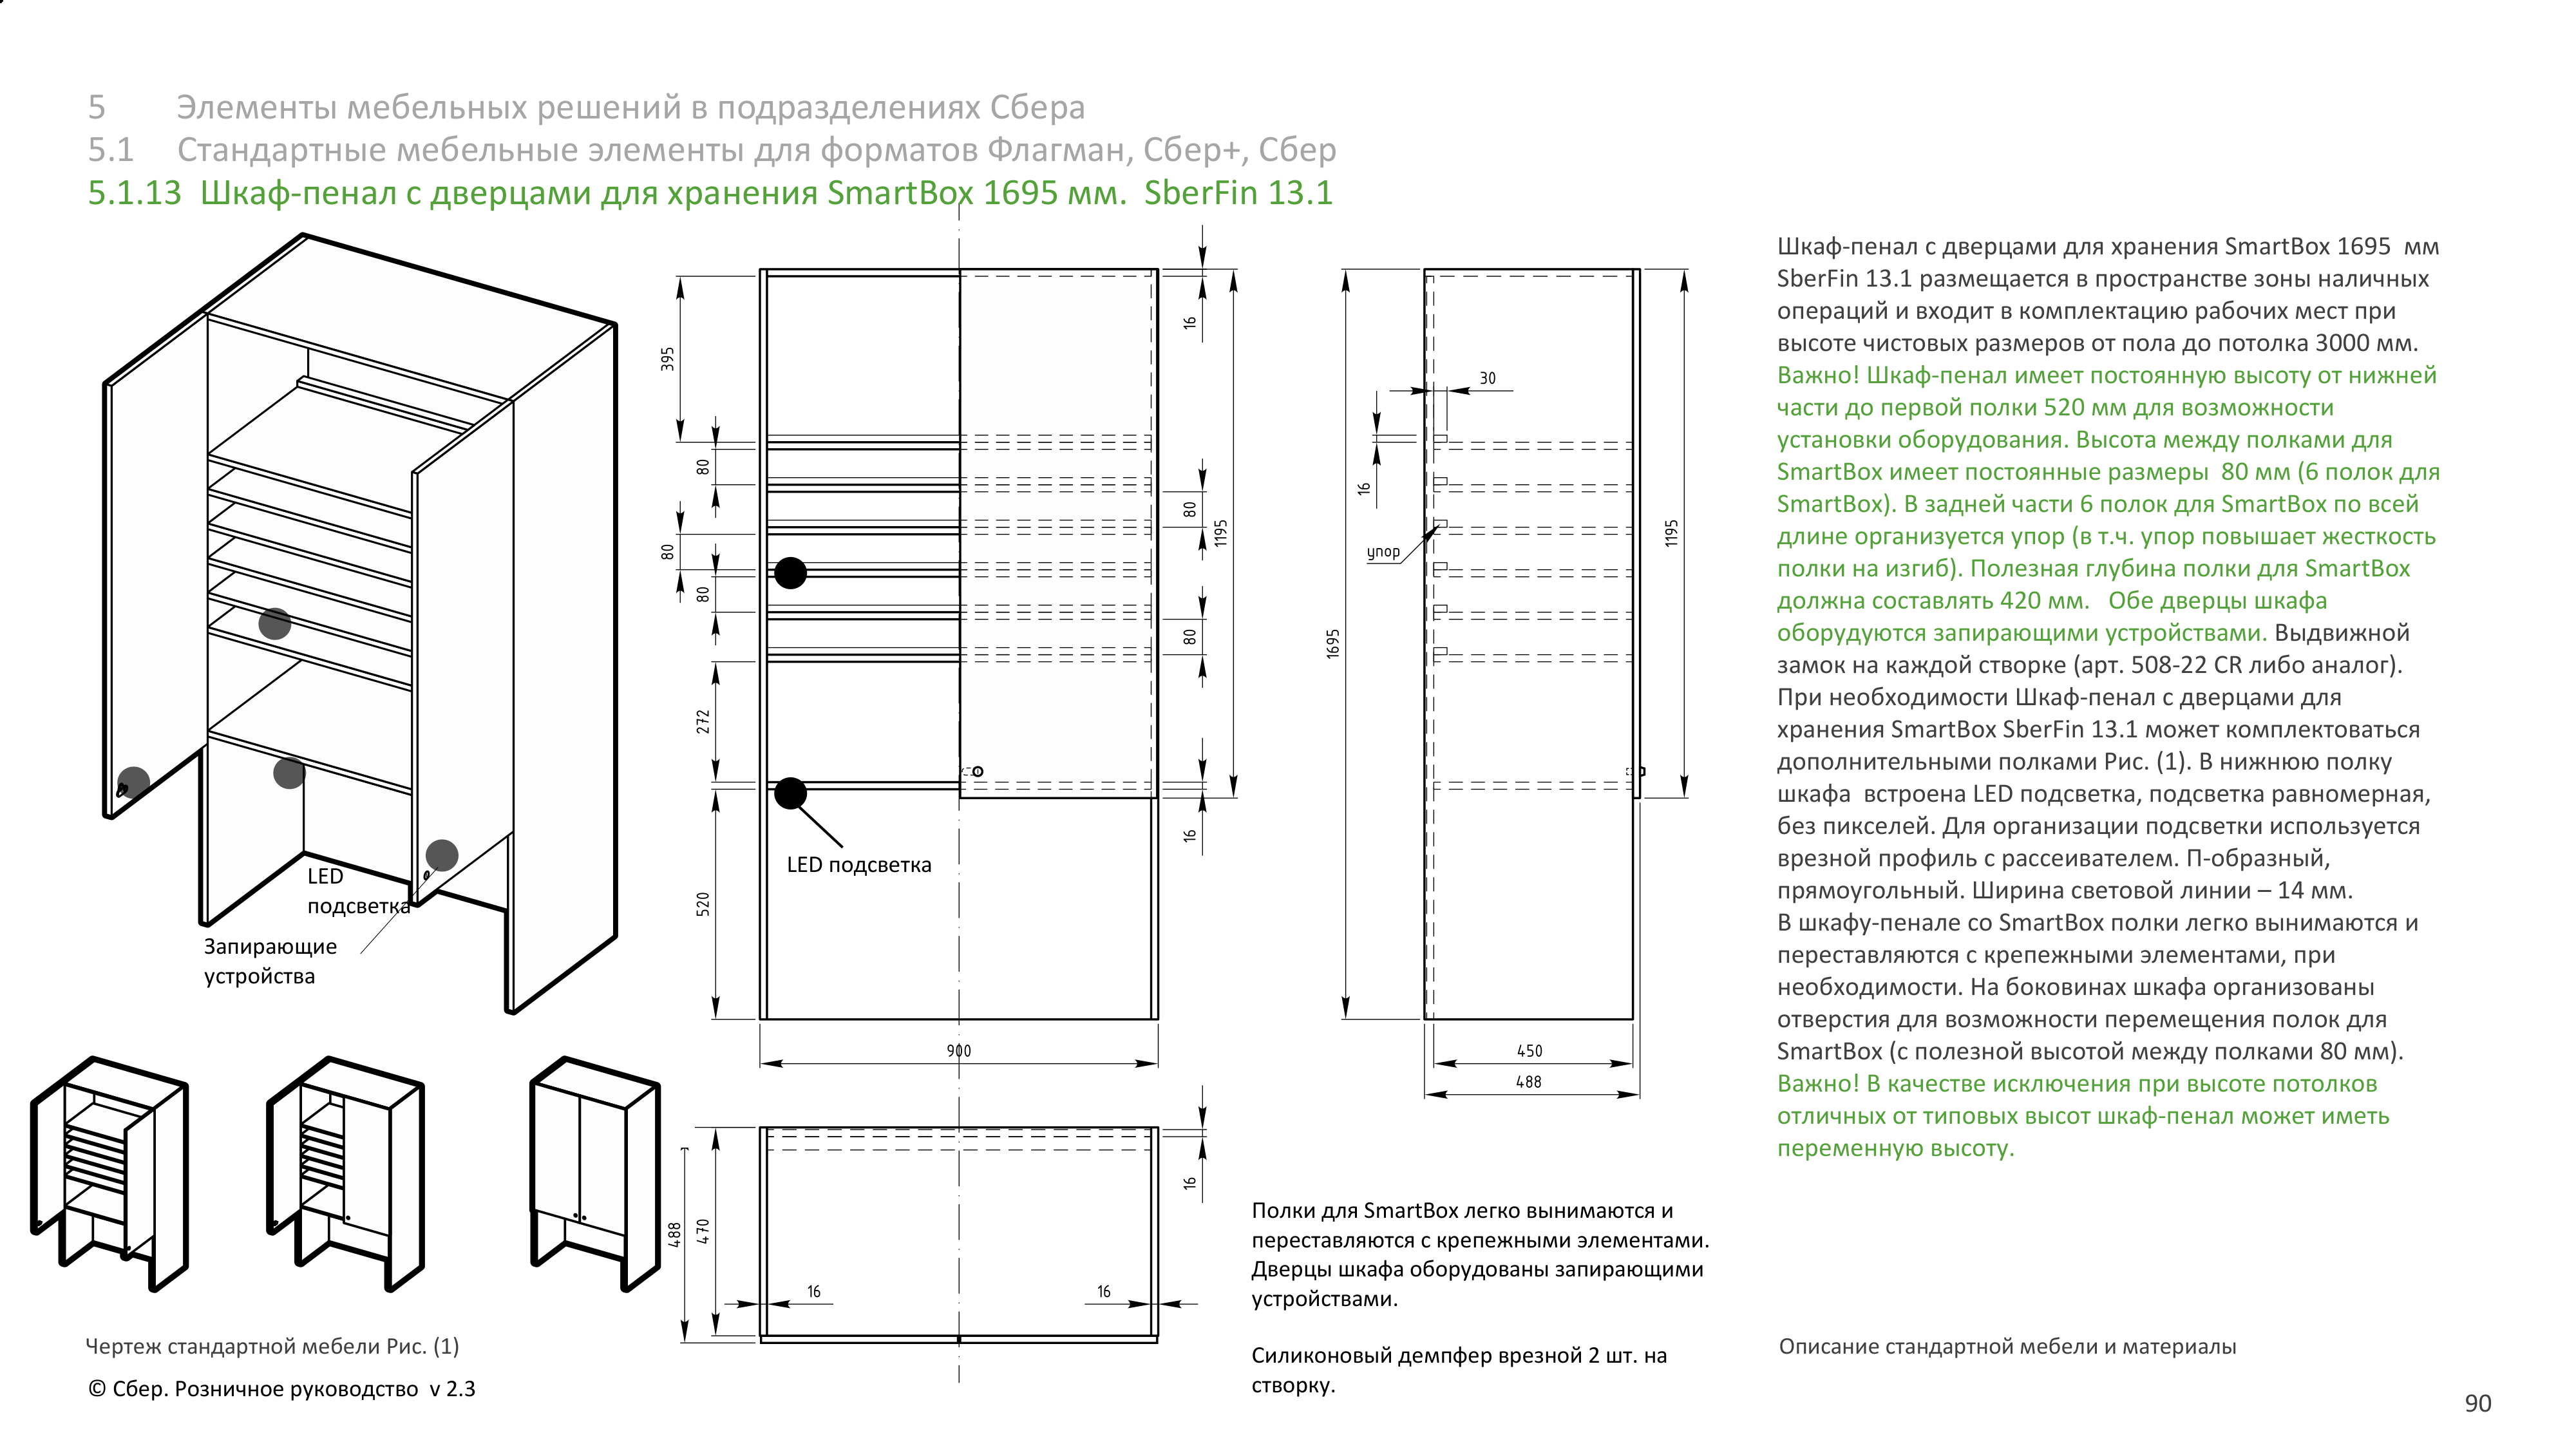 5 Элементы мебельных решений в подразделениях Сбера
5.1 Стандартные мебельные элементы для форматов Флагман, Сбер+, Сбер
5.1.13 Шкаф-пенал с дверцами для хранения SmartBox 1695 мм. SberFin 13.1
LED
подсветка
Запирающие
устройства
395
80
80
80
272
520
16
80
1195
80
16
LED подсветка
900
30
16
упор
1695
1195
450
488
488
470
16
16
16
Полки для SmartBox легко вынимаются и
переставляются с крепежными элементами.
Дверцы шкафа оборудованы запирающими
устройствами.
Силиконовый демпфер врезной 2 шт. на
створку.
Шкаф-пенал с дверцами для хранения SmartBox 1695 мм
SberFin 13.1 размещается в пространстве зоны наличных
операций и входит в комплектацию рабочих мест при
высоте чистовых размеров от пола до потолка 3000 мм.
Важно! Шкаф-пенал имеет постоянную высоту от нижней
части до первой полки 520 мм для возможности
установки оборудования. Высота между полками для
SmartBox имеет постоянные размеры 80 мм (6 полок для
SmartBox). В задней части 6 полок для SmartBox по всей
длине организуется упор (в т.ч. упор повышает жесткость
полки на изгиб). Полезная глубина полки для SmartBox
должна составлять 420 мм. Обе дверцы шкафа
оборудуются запирающими устройствами. Выдвижной
замок на каждой створке (арт. 508-22 CR либо аналог).
При необходимости Шкаф-пенал с дверцами для
хранения SmartBox SberFin 13.1 может комплектоваться
дополнительными полками Рис. (1). В нижнюю полку
шкафа встроена LED подсветка, подсветка равномерная,
без пикселей. Для организации подсветки используется
врезной профиль с рассеивателем. П-образный,
прямоугольный. Ширина световой линии – 14 мм.
В шкафу-пенале со SmartBox полки легко вынимаются и
переставляются с крепежными элементами, при
необходимости. На боковинах шкафа организованы
отверстия для возможности перемещения полок для
SmartBox (с полезной высотой между полками 80 мм).
Важно! В качестве исключения при высоте потолков
отличных от типовых высот шкаф-пенал может иметь
переменную высоту.
Чертеж стандартной мебели Рис. (1)
Описание стандартной мебели и материалы
© Сбер. Розничное руководство v 2.3
90